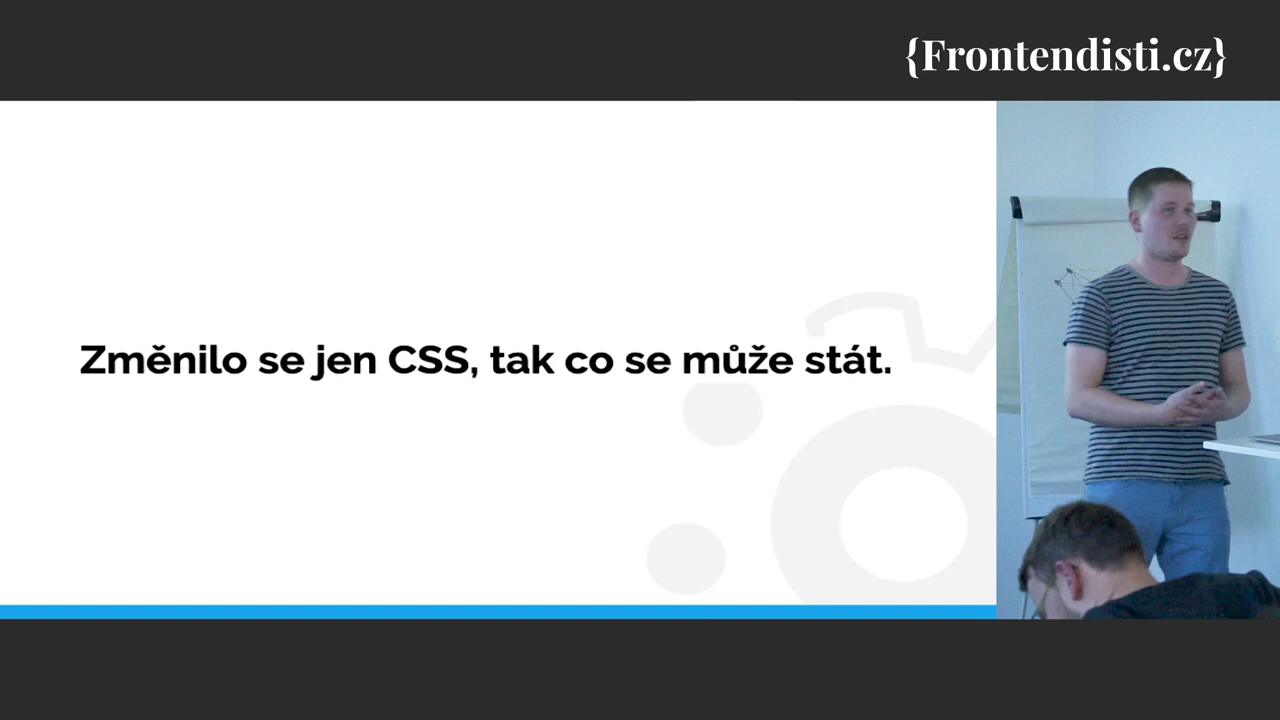 {Frontendisti.cz}
Změnilo se jen CSS, tak co se může stát.